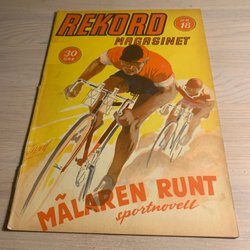 REKORD
MAGASINET
NR 18
30 ÖRE
MÄLAREN RUNT
sportnovell